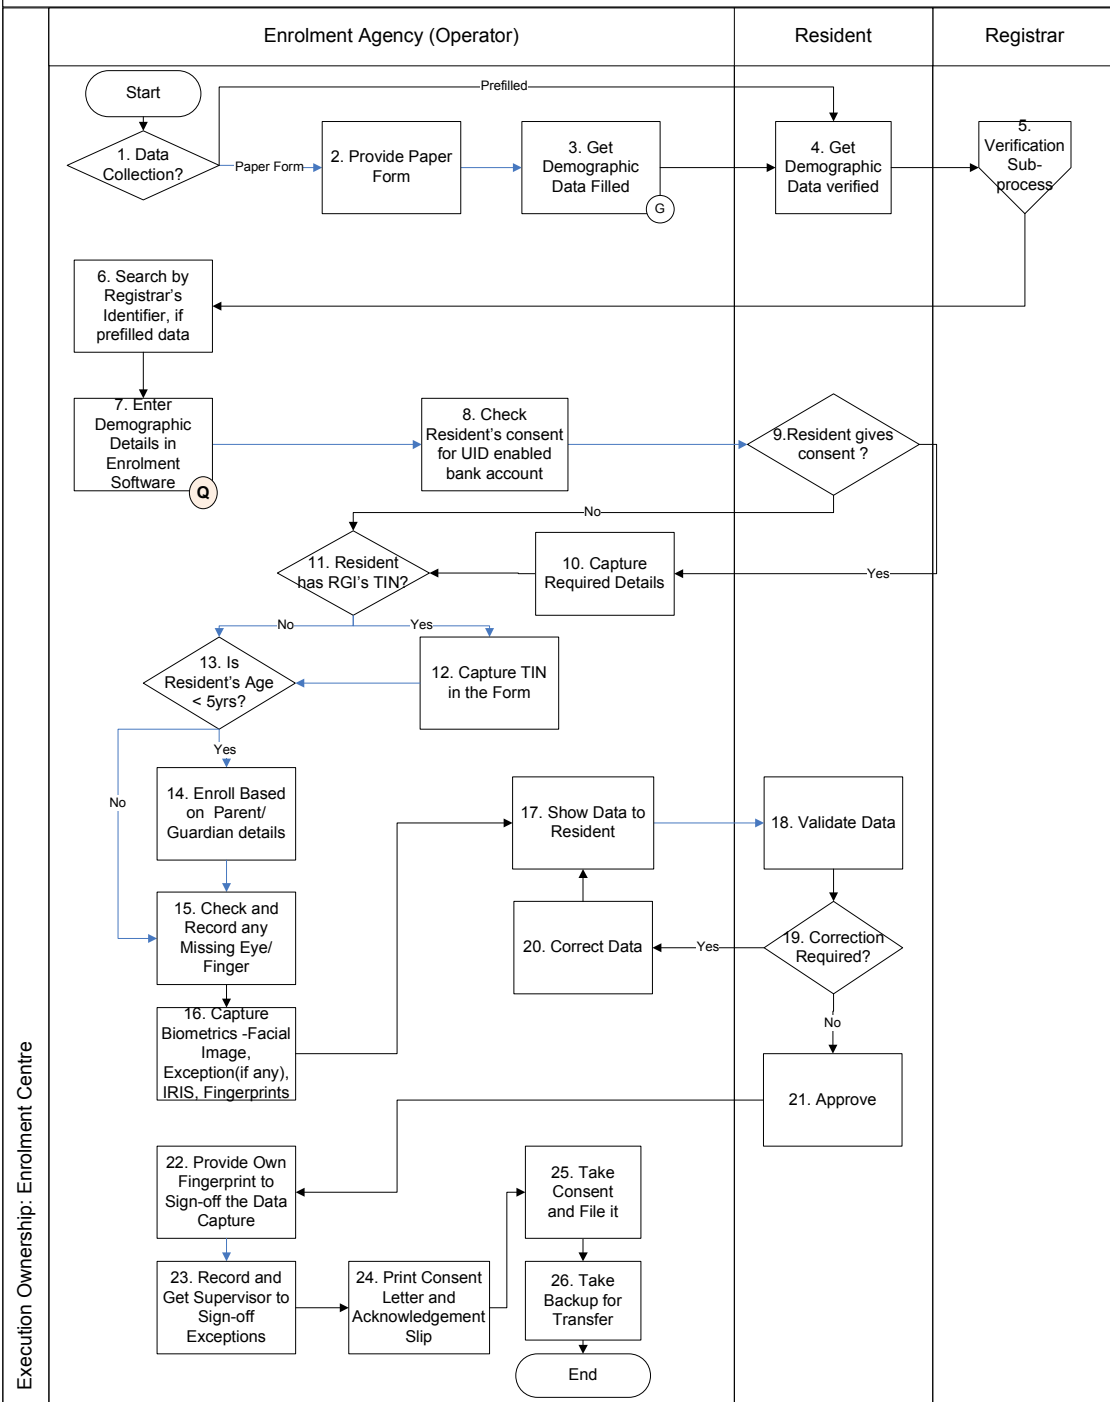 Enrolment Agency (Operator)
Resident
Registrar
Start
Prefilled
1. Data
Collection?
Paper Form
2. Provide Paper
Form
3. Get
Demographic
Data Filled
G
4. Get
Demographic
Data verified
5.
Verification
Sub-
process
6. Search by
Registrar's
Identifier, if
prefilled data
7. Enter
Demographic
Details in
Enrolment
Software
Q
8. Check
Resident's consent
for UID enabled
bank account
9.Resident gives
consent ?
No
Yes
10. Capture
Required Details
11. Resident
has RGI's TIN?
No
Yes
12. Capture TIN
in the Form
13. Is
Resident's Age
< 5yrs?
Yes
No
14. Enroll Based
on Parent/
Guardian details
15. Check and
Record any
Missing Eye/
Finger
16. Capture
Biometrics -Facial
Image,
Exception(if any),
IRIS, Fingerprints
17. Show Data to
Resident
18. Validate Data
19. Correction
Required?
Yes
20. Correct Data
No
21. Approve
22. Provide Own
Fingerprint to
Sign-off the Data
Capture
23. Record and
Get Supervisor to
Sign-off
Exceptions
24. Print Consent
Letter and
Acknowledgement
Slip
25. Take
Consent
and File it
26. Take
Backup for
Transfer
End
Execution Ownership: Enrolment Centre